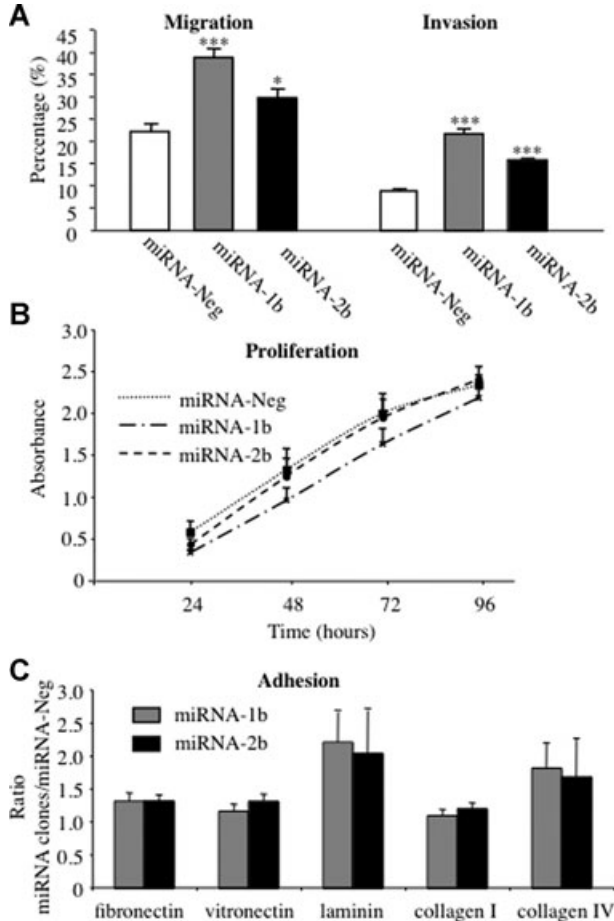 A
Migration
Invasion
Percentage (%)
45
40
35
30
25
20
15
10
5
0
***
*
***
***
miRNA-Neg
miRNA-1b
miRNA-2b
miRNA-Neg
miRNA-1b
miRNA-2b
B
Proliferation
Absorbance
3.0
2.5
2.0
1.5
1.0
0.5
0
miRNA-Neg
miRNA-1b
miRNA-2b
24 48 72 96
Time (hours)
C
Adhesion
Ratio
miRNA clones/miRNA-Neg
3.0
2.5
2.0
1.5
1.0
0.5
0
miRNA-1b
miRNA-2b
fibronectin vitronectin laminin collagen I collagen IV